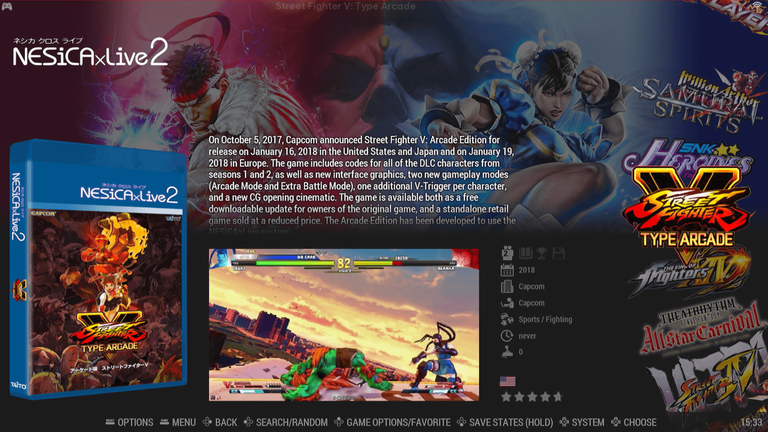 Street Fighter V: Type Arcade
ネシカ クロス ライブ
NESiCAxLive2
On October 5, 2017, Capcom announced Street Fighter V: Arcade Edition for
release on January 16, 2018 in the United States and Japan and on January 19,
2018 in Europe. The game includes codes for all of the DLC characters from
seasons 1 and 2, as well as new interface graphics, two new gameplay modes
(Arcade Mode and Extra Battle Mode), one additional V-Trigger per character,
and a new CG opening cinematic. The game is available both as a free
downloadable update for owners of the original game, and a standalone retail
game sold at a reduced price. The Arcade Edition has been developed to use the
NESiCAxLive system.
ネシカ クロス ライブ
NESiCAxLive2
NESiCAxLive2
CAPCOM
TAITO
V
STREET FIGHTER
TYPE ARCADE
アーケード版 ストリートファイターV
TAITO
NO CARD
82
BLANKA
2018
Capcom
Capcom
Sports / Fighting
never
0
Million Arthur
SAMURAI
SPIRITS
SNK
HEROINES
V
STREET FIGHTER
TYPE ARCADE
THE KING OF
FIGHTERS XIV
THEATRHYTHM
FINAL FANTASY
All-Star Carnival
STREET FIGHTER IV
OPTIONS
MENU
BACK
SEARCH/RANDOM
GAME OPTIONS/FAVORITE
SAVE STATES (HOLD)
SYSTEM
CHOOSE
15:33